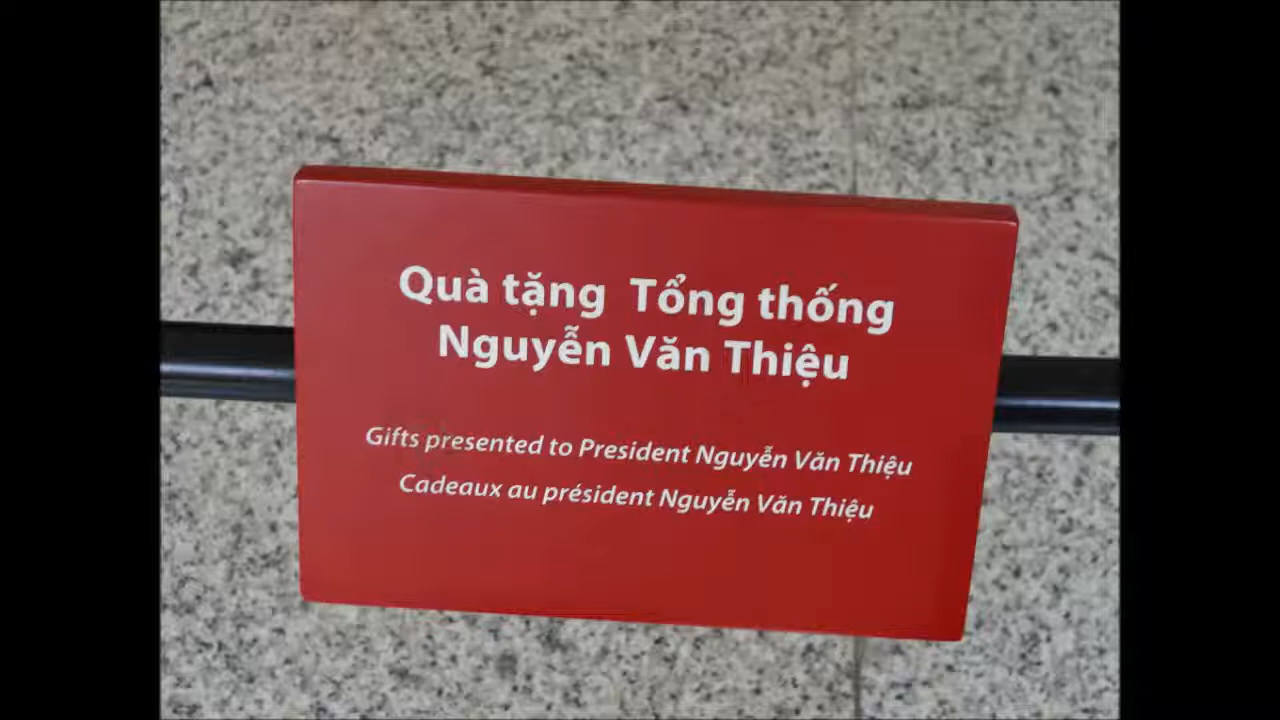 Quà tặng Tổng thống
Nguyễn Văn Thiệu
Gifts presented to President Nguyễn Văn Thiệu
Cadeaux au président Nguyễn Văn Thiệu